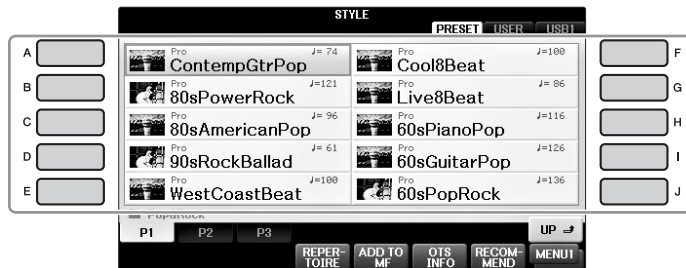 STYLE
PRESET USER USB1
A Pro ♩= 74 Pro ♩=100 F
ContempGtrPop Cool8Beat
B Pro ♩=121 Pro ♩= 86 G
80sPowerRock Live8Beat
C Pro ♩= 96 Pro ♩=116 H
80sAmericanPop 60sPianoPop
D Pro ♩= 61 Pro ♩=126 I
90sRockBallad 60sGuitarPop
E Pro ♩=100 Pro ♩=136 J
WestCoastBeat 60sPopRock
Pop&Rock
P1 P2 P3 UP
REPER- ADD TO OTS RECOM- MENU1
TOIRE MF INFO MEND